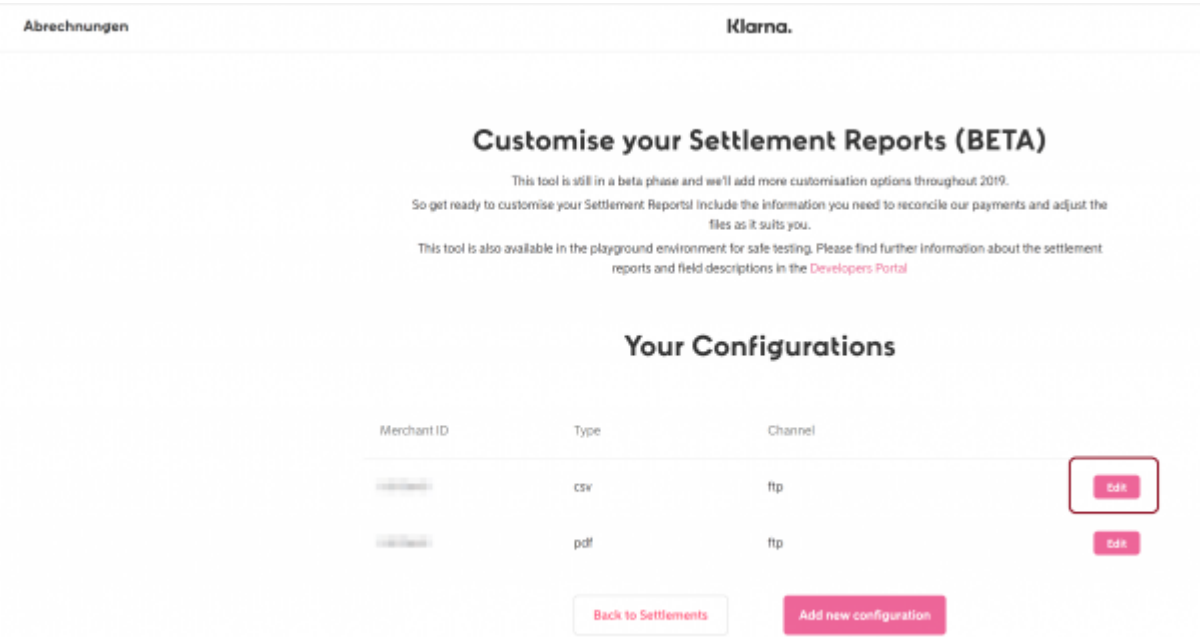 Abrechnungen
Klarna.
Customise your Settlement Reports (BETA)
This tool is still in a beta phase and we'll add more customisation options throughout 2019.
So get ready to customise your Settlement Reports! Include the information you need to reconcile our payments and adjust the
files as it suits you.
This tool is also available in the playground environment for safe testing. Please find further information about the settlement
reports and field descriptions in the Developers Portal
Your Configurations
Merchant ID Type Channel
csv ftp Edit
pdf ftp Edit
Back to Settlements Add new configuration